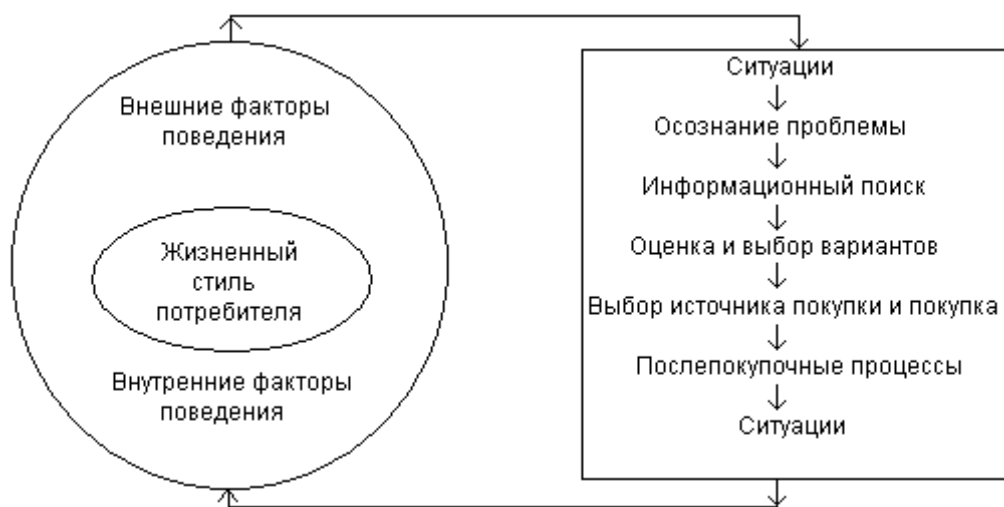 Внешние факторы
поведения
Жизненный
стиль
потребителя
Внутренние факторы
поведения
Ситуации
Осознание проблемы
Информационный поиск
Оценка и выбор вариантов
Выбор источника покупки и покупка
Послепокупочные процессы
Ситуации